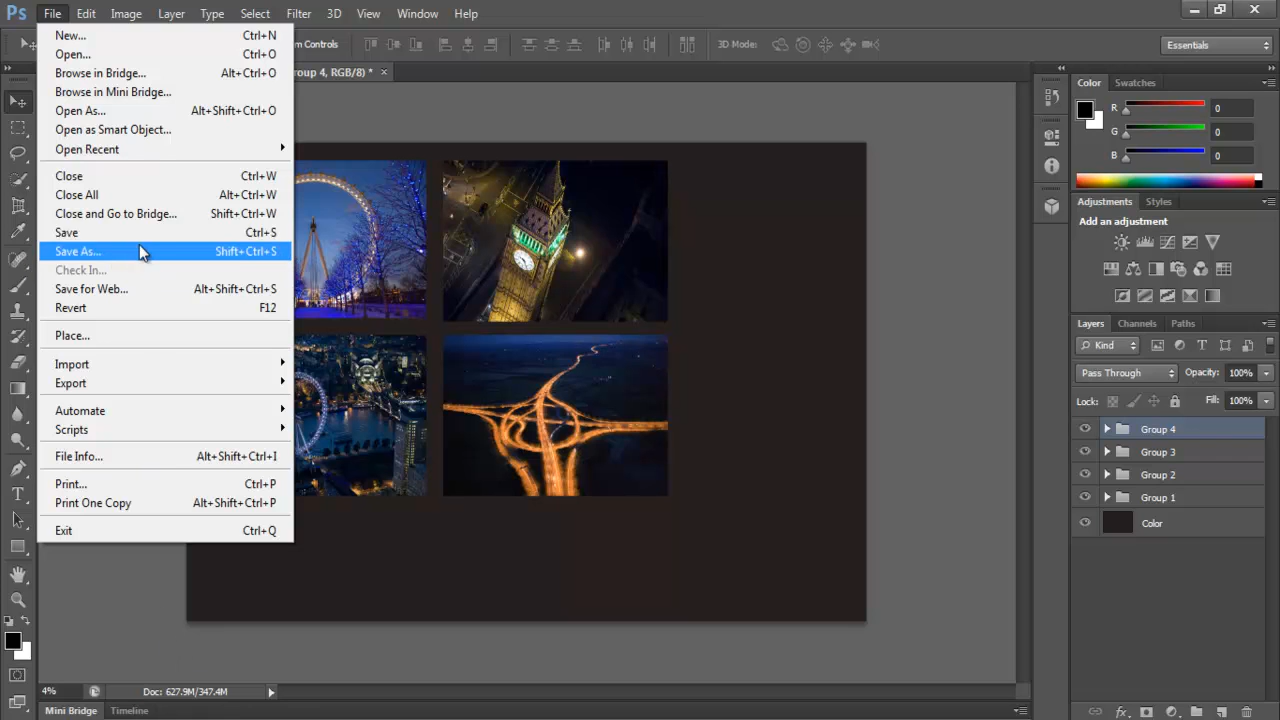 Ps File Edit Image Layer Type Select Filter 3D View Window Help
m Controls 3D Mode: Essentials
roup 4, RGB/8) * ×
New... Ctrl+N
Open... Ctrl+O
Browse in Bridge... Alt+Ctrl+O
Browse in Mini Bridge...
Open As... Alt+Shift+Ctrl+O
Open as Smart Object...
Open Recent
Close Ctrl+W
Close All Alt+Ctrl+W
Close and Go to Bridge... Shift+Ctrl+W
Save Ctrl+S
Save As... Shift+Ctrl+S
Check In...
Save for Web... Alt+Shift+Ctrl+S
Revert F12
Place...
Import
Export
Automate
Scripts
File Info... Alt+Shift+Ctrl+I
Print... Ctrl+P
Print One Copy Alt+Shift+Ctrl+P
Exit Ctrl+Q
Color Swatches
R 0
G 0
B 0
Adjustments Styles
Add an adjustment
Layers Channels Paths
Kind
Pass Through Opacity: 100%
Lock: Fill: 100%
Group 4
Group 3
Group 2
Group 1
Color
4% Doc: 627.9M/347.4M
Mini Bridge Timeline